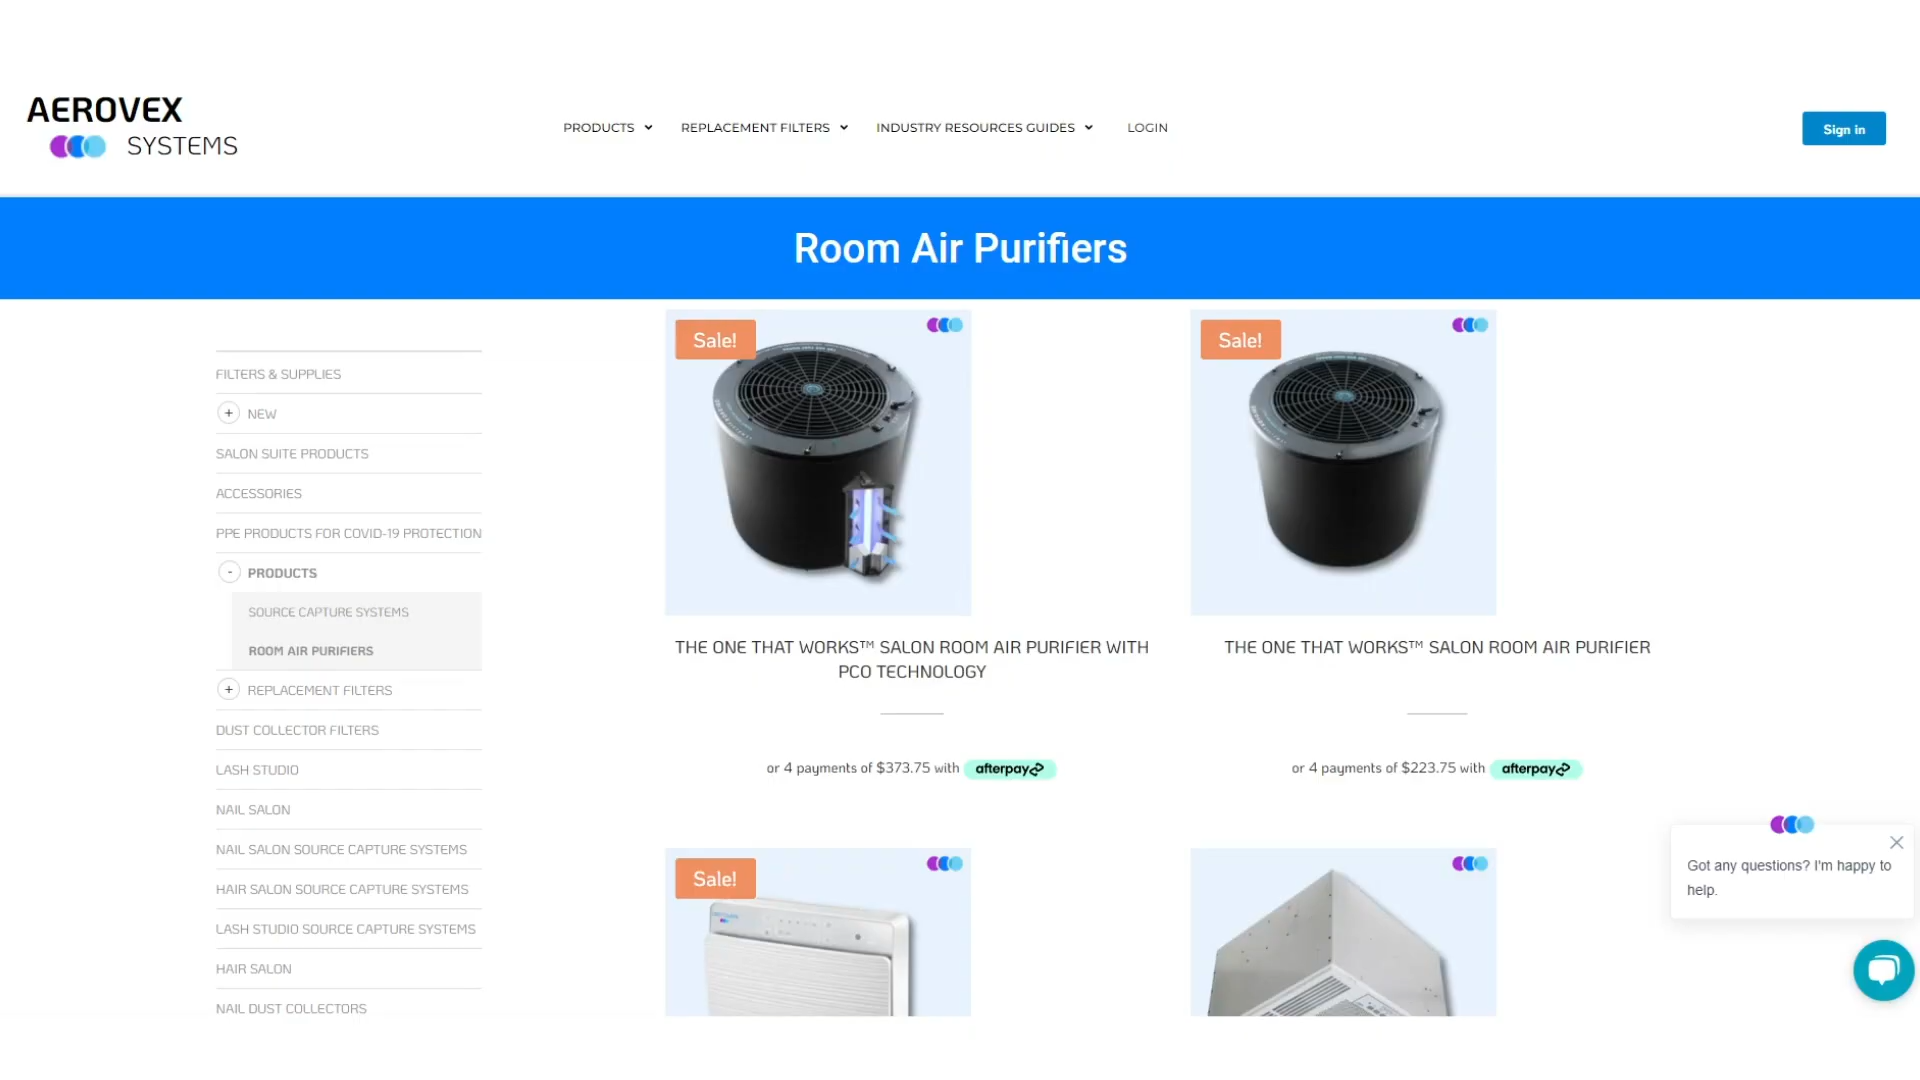 AEROVEX
SYSTEMS
PRODUCTS
REPLACEMENT FILTERS
INDUSTRY RESOURCES GUIDES
LOGIN
Sign in
Room Air Purifiers
FILTERS & SUPPLIES
+ NEW
SALON SUITE PRODUCTS
ACCESSORIES
PPE PRODUCTS FOR COVID-19 PROTECTION
- PRODUCTS
SOURCE CAPTURE SYSTEMS
ROOM AIR PURIFIERS
+ REPLACEMENT FILTERS
DUST COLLECTOR FILTERS
LASH STUDIO
NAIL SALON
NAIL SALON SOURCE CAPTURE SYSTEMS
HAIR SALON SOURCE CAPTURE SYSTEMS
LASH STUDIO SOURCE CAPTURE SYSTEMS
HAIR SALON
NAIL DUST COLLECTORS
Sale!
THE ONE THAT WORKS™ SALON ROOM AIR PURIFIER WITH
PCO TECHNOLOGY
or 4 payments of $373.75 with afterpay
Sale!
THE ONE THAT WORKS™ SALON ROOM AIR PURIFIER
or 4 payments of $223.75 with afterpay
Sale!
AEROVEX
Got any questions? I'm happy to
help.